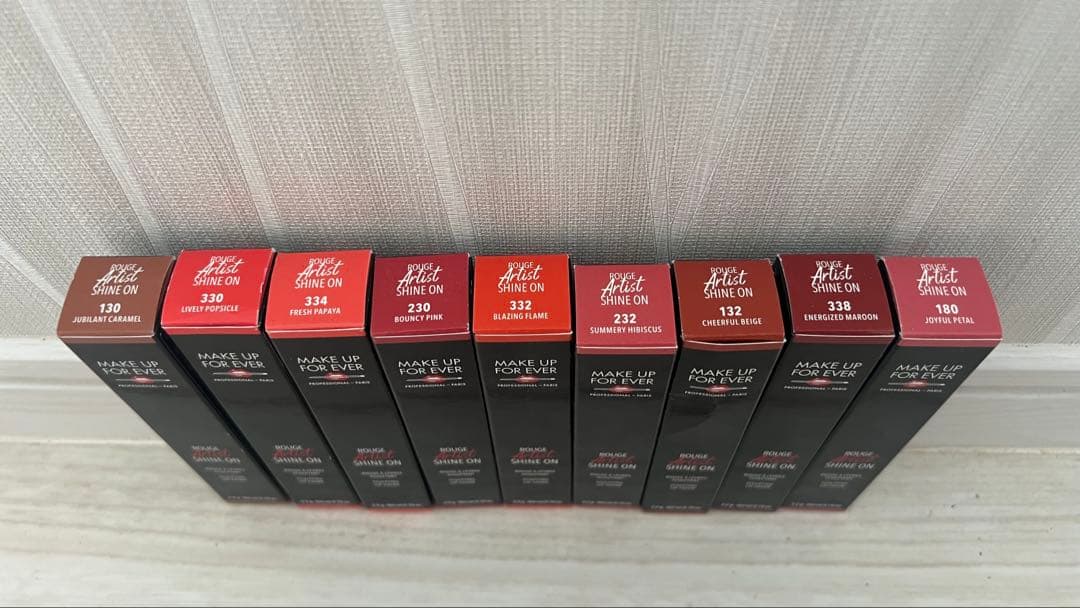 ROUGE
Artist
SHINE ON
130
JUBILANT CARAMEL
MAKE UP
FOR EVER
PROFESSIONAL - PARIS
ROUGE
Artist
SHINE ON
ROUGE
Artist
SHINE ON
330
LIVELY POPSICLE
MAKE UP
FOR EVER
PROFESSIONAL - PARIS
ROUGE
Artist
SHINE ON
ROUGE
Artist
SHINE ON
334
FRESH PAPAYA
MAKE UP
FOR EVER
PROFESSIONAL - PARIS
ROUGE
Artist
SHINE ON
ROUGE
Artist
SHINE ON
230
BOUNCY PINK
MAKE UP
FOR EVER
PROFESSIONAL - PARIS
ROUGE
Artist
SHINE ON
ROUGE
Artist
SHINE ON
332
BLAZING FLAME
MAKE UP
FOR EVER
PROFESSIONAL - PARIS
ROUGE
Artist
SHINE ON
ROUGE
Artist
SHINE ON
232
SUMMERY HIBISCUS
MAKE UP
FOR EVER
PROFESSIONAL - PARIS
ROUGE
Artist
SHINE ON
ROUGE
Artist
SHINE ON
132
CHEERFUL BEIGE
MAKE UP
FOR EVER
PROFESSIONAL - PARIS
ROUGE
Artist
SHINE ON
ROUGE
Artist
SHINE ON
338
ENERGIZED MAROON
MAKE UP
FOR EVER
PROFESSIONAL - PARIS
ROUGE
Artist
SHINE ON
ROUGE
Artist
SHINE ON
180
JOYFUL PETAL
MAKE UP
FOR EVER
PROFESSIONAL - PARIS
ROUGE
Artist
SHINE ON